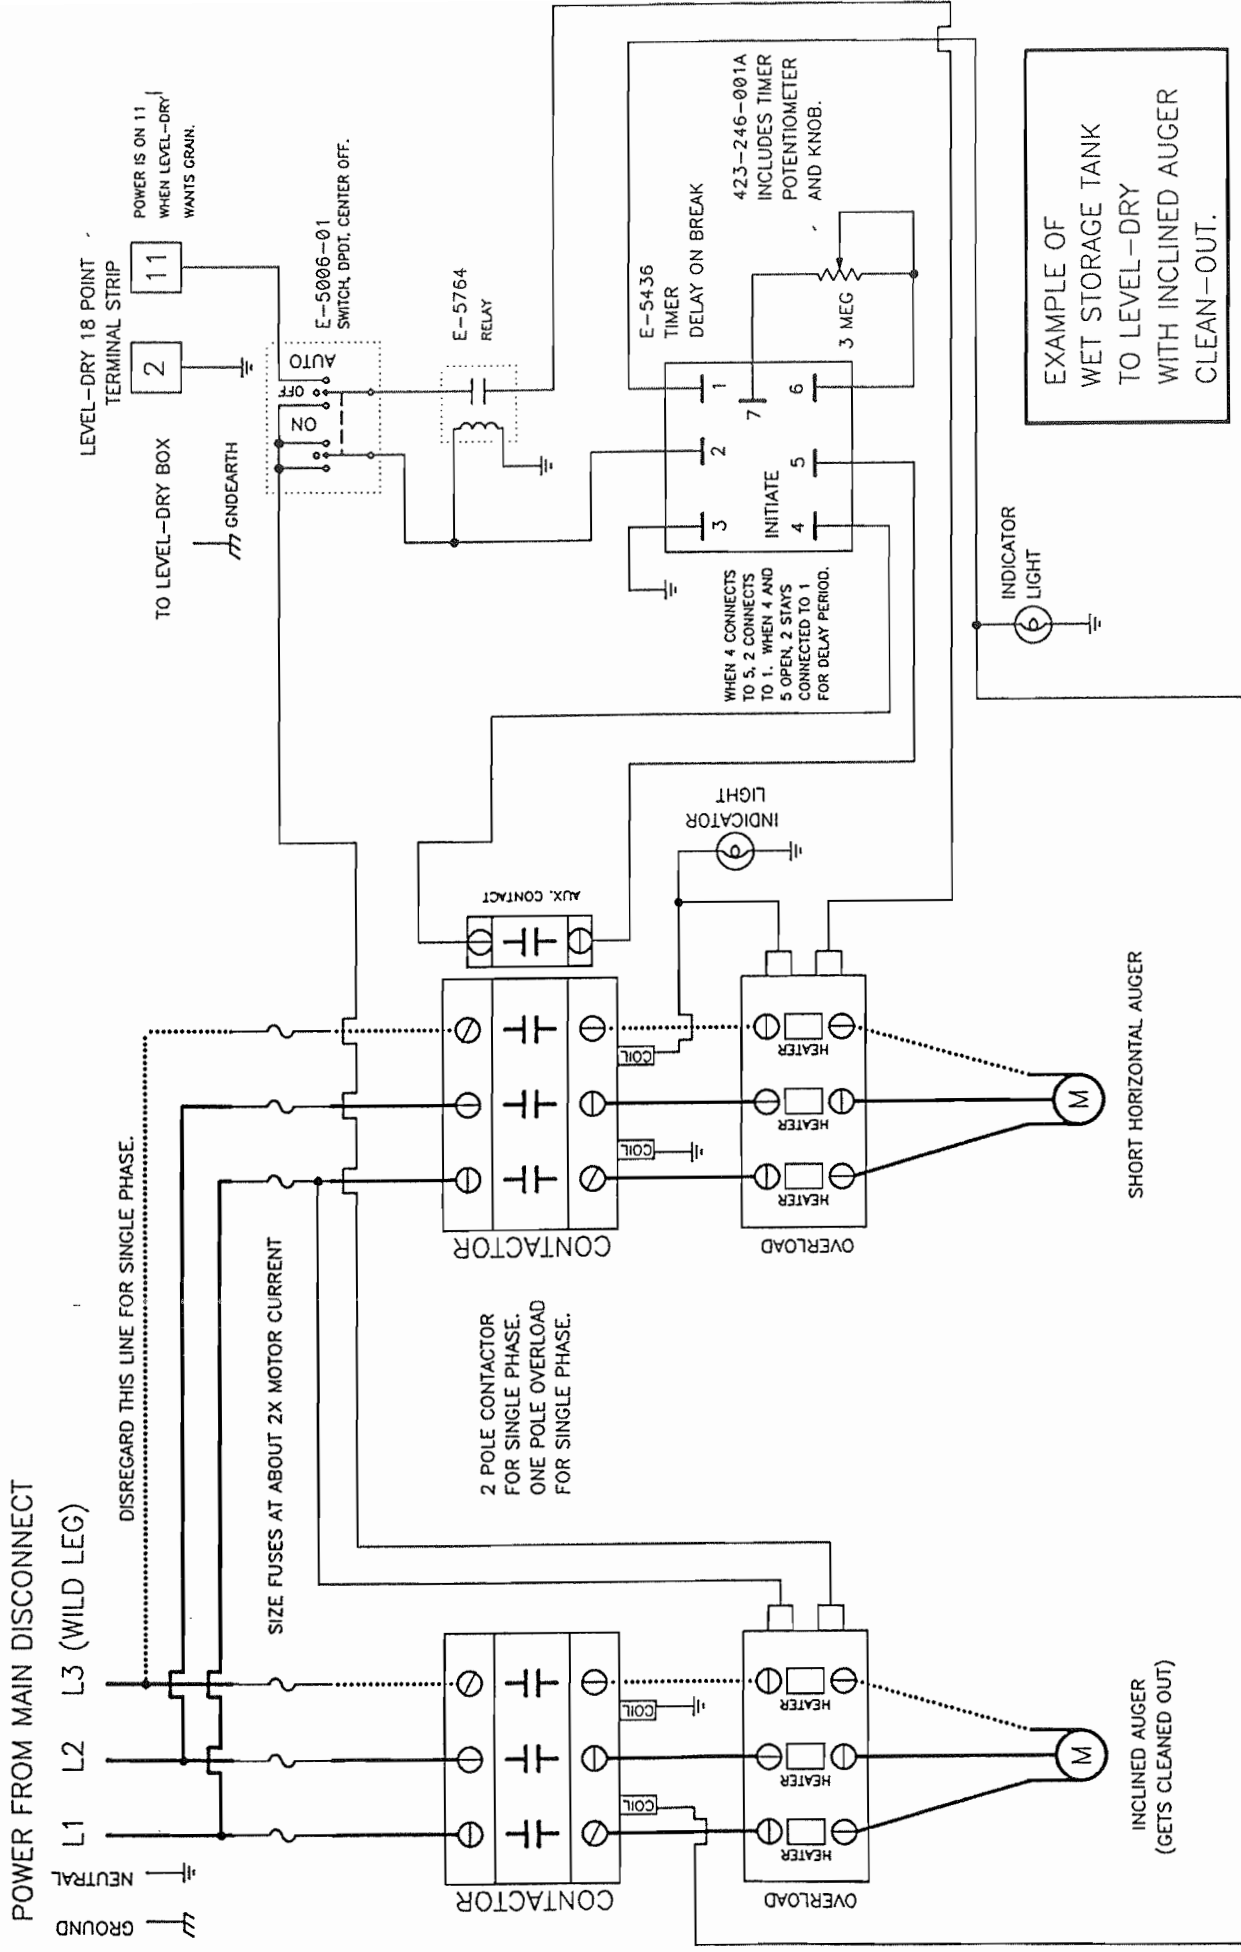 POWER FROM MAIN DISCONNECT
GROUND
NEUTRAL
L1
L2
L3 (WILD LEG)
DISREGARD THIS LINE FOR SINGLE PHASE.
SIZE FUSES AT ABOUT 2X MOTOR CURRENT
CONTACTOR
COIL
COIL
OVERLOAD
HEATER
HEATER
HEATER
M
INCLINED AUGER
(GETS CLEANED OUT)
2 POLE CONTACTOR
FOR SINGLE PHASE.
ONE POLE OVERLOAD
FOR SINGLE PHASE.
CONTACTOR
COIL
COIL
AUX. CONTACT
INDICATOR
LIGHT
OVERLOAD
HEATER
HEATER
HEATER
M
SHORT HORIZONTAL AUGER
LEVEL-DRY 18 POINT
TERMINAL STRIP
2
11
POWER IS ON 11
WHEN LEVEL-DRY
WANTS GRAIN.
TO LEVEL-DRY BOX
GNDEARTH
ON
OFF
AUTO
E-5006-01
SWITCH, DPDT, CENTER OFF.
E-5764
RELAY
E-5436
TIMER
DELAY ON BREAK
423-246-001A
INCLUDES TIMER
POTENTIOMETER
AND KNOB.
3
2
1
7
INITIATE
4
5
6
3 MEG
WHEN 4 CONNECTS
TO 5, 2 CONNECTS
TO 1. WHEN 4 AND
5 OPEN, 2 STAYS
CONNECTED TO 1
FOR DELAY PERIOD.
INDICATOR
LIGHT
EXAMPLE OF
WET STORAGE TANK
TO LEVEL-DRY
WITH INCLINED AUGER
CLEAN-OUT.